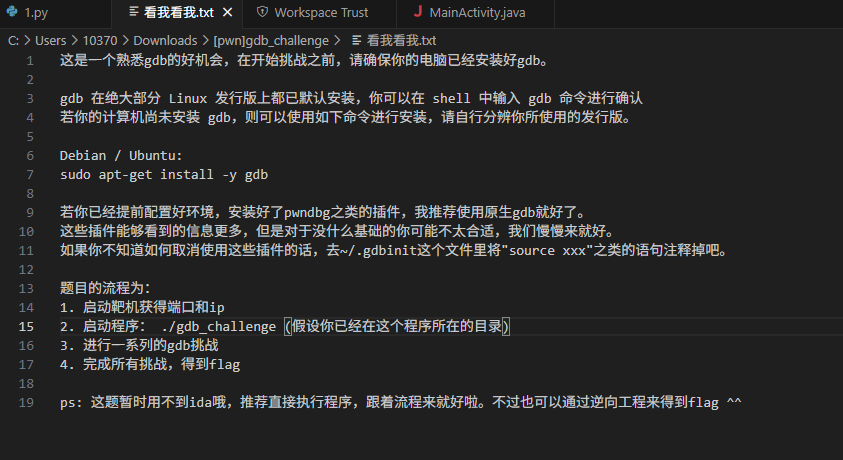 1.py
看我看我.txt
Workspace Trust
MainActivity.java
C: > Users > 10370 > Downloads > [pwn]gdb_challenge > 看我看我.txt
1 这是一个熟悉gdb的好机会，在开始挑战之前，请确保你的电脑已经安装好gdb。
2
3 gdb 在绝大部分 Linux 发行版上都已默认安装，你可以在 shell 中输入 gdb 命令进行确认
4 若你的计算机尚未安装 gdb，则可以使用如下命令进行安装，请自行分辨你所使用的发行版。
5
6 Debian / Ubuntu:
7 sudo apt-get install -y gdb
8
9 若你已经提前配置好环境，安装好了pwndbg之类的插件，我推荐使用原生gdb就好了。
10 这些插件能够看到的信息更多，但是对于没什么基础的你可能不太合适，我们慢慢来就好。
11 如果你不知道如何取消使用这些插件的话，去~/.gdbinit这个文件里将"source xxx"之类的语句注释掉吧。
12
13 题目的流程为：
14 1. 启动靶机获得端口和ip
15 2. 启动程序： ./gdb_challenge (假设你已经在这个程序所在的目录)
16 3. 进行一系列的gdb挑战
17 4. 完成所有挑战，得到flag
18
19 ps: 这题暂时用不到ida哦，推荐直接执行程序，跟着流程来就好啦。不过也可以通过逆向工程来得到flag ^^